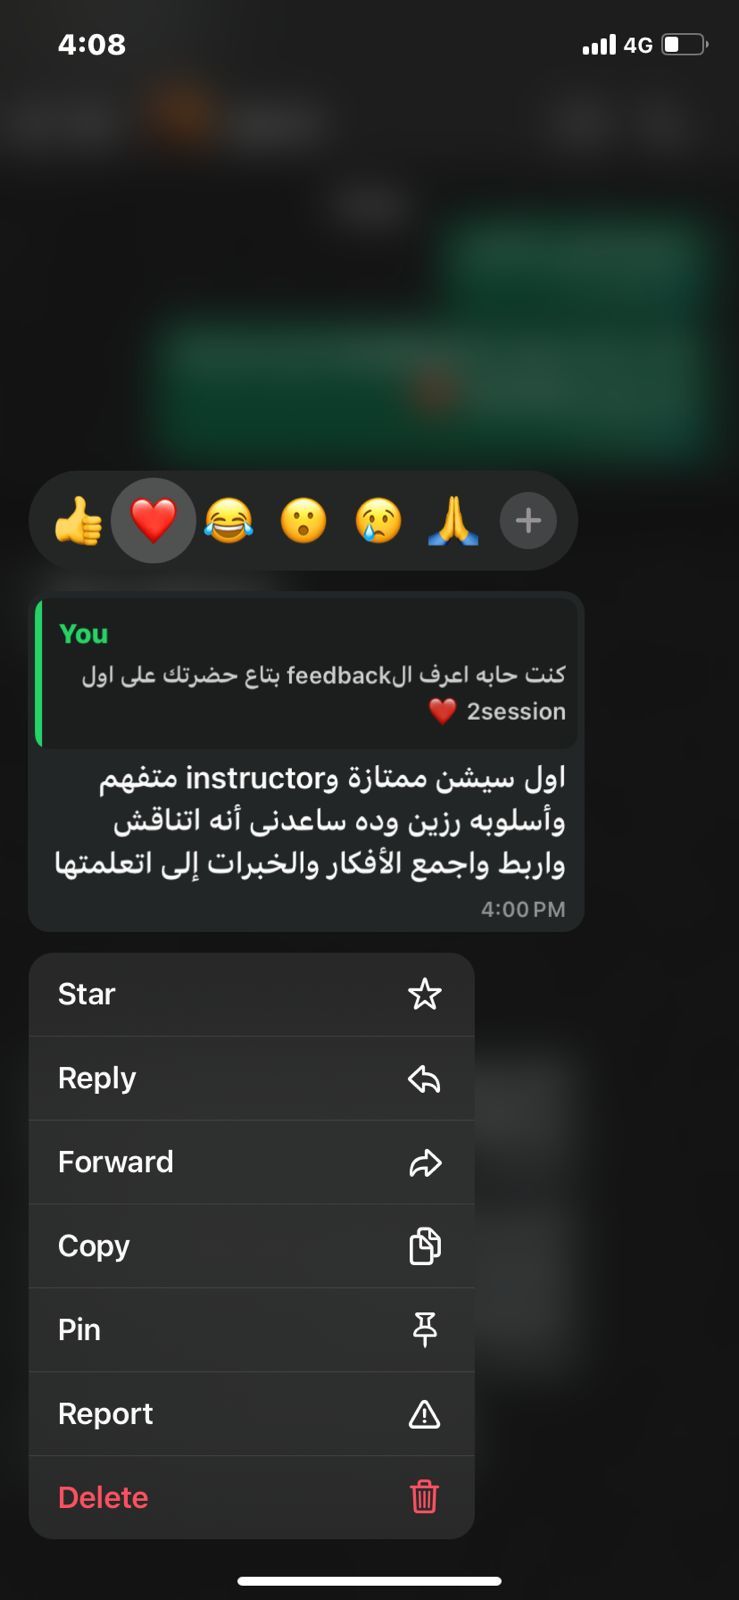 4:08
4G
You
كنت حابه اعرف الfeedback بتاع حضرتك على اول
2session ❤️
اول سيشن ممتازة وinstructor متفهم
وأسلوبه رزين وده ساعدنى أنه اتناقش
واربط واجمع الأفكار والخبرات إلى اتعلمتها
4:00 PM
Star
Reply
Forward
Copy
Pin
Report
Delete